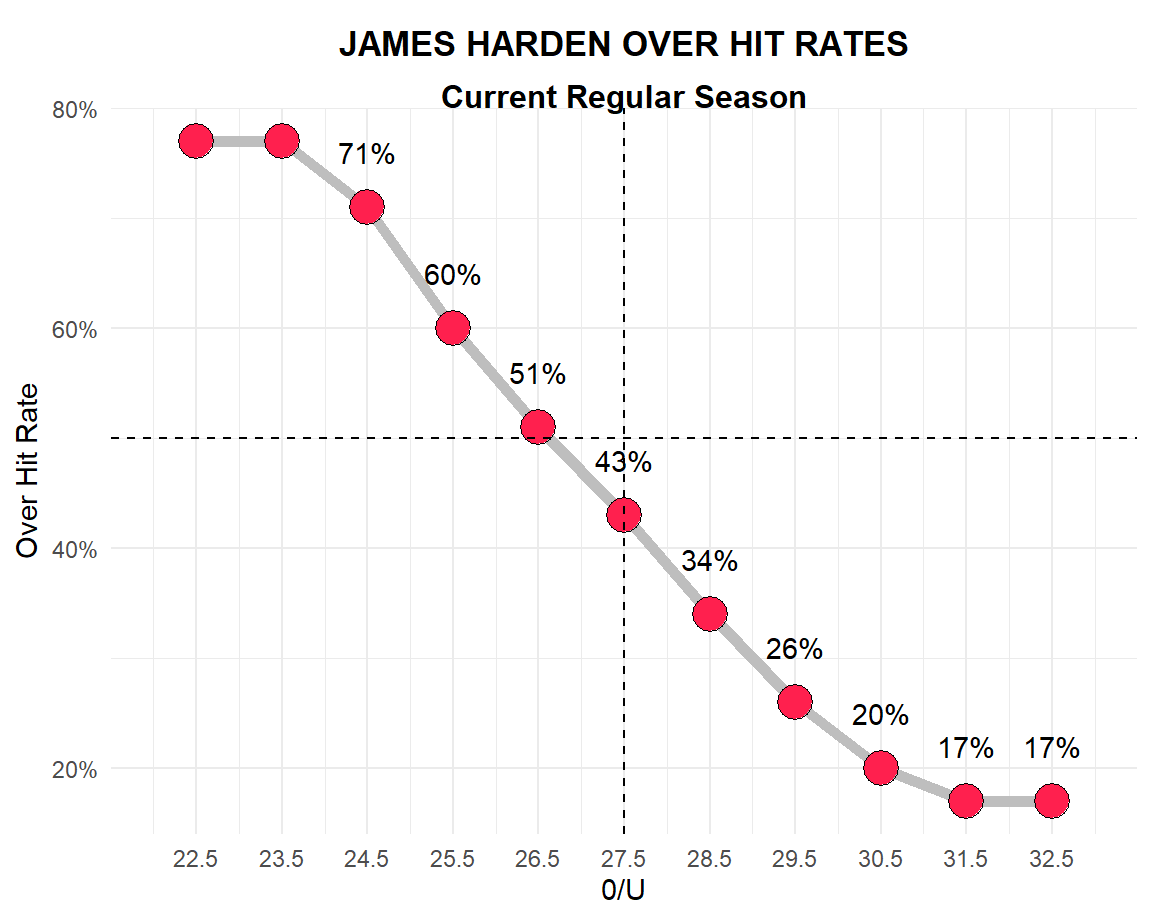 JAMES HARDEN OVER HIT RATES
Current Regular Season
80%
71%
60%
60%
51%
43%
40%
34%
26%
20%
20%
17% 17%
Over Hit Rate
22.5 23.5 24.5 25.5 26.5 27.5 28.5 29.5 30.5 31.5 32.5
0/U